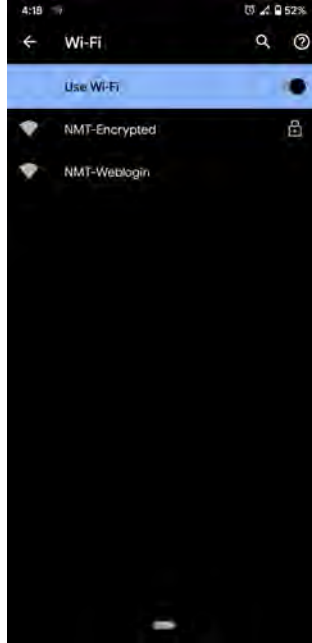 4:18 52%
Wi-Fi
Use Wi-Fi
NMT-Encrypted
NMT-Weblogin